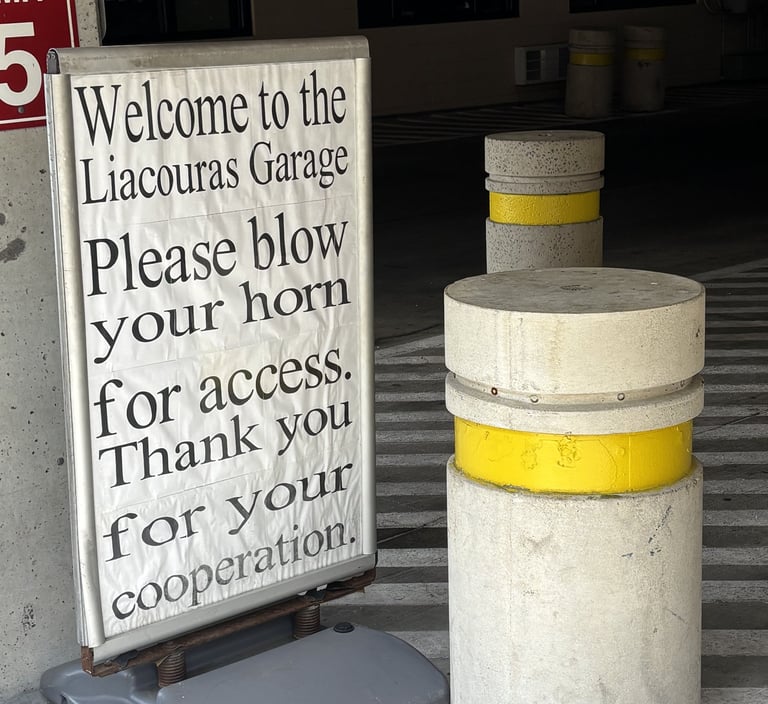 5
Welcome to the
Liacouras Garage
Please blow
your horn
for access.
Thank you
for your
cooperation.